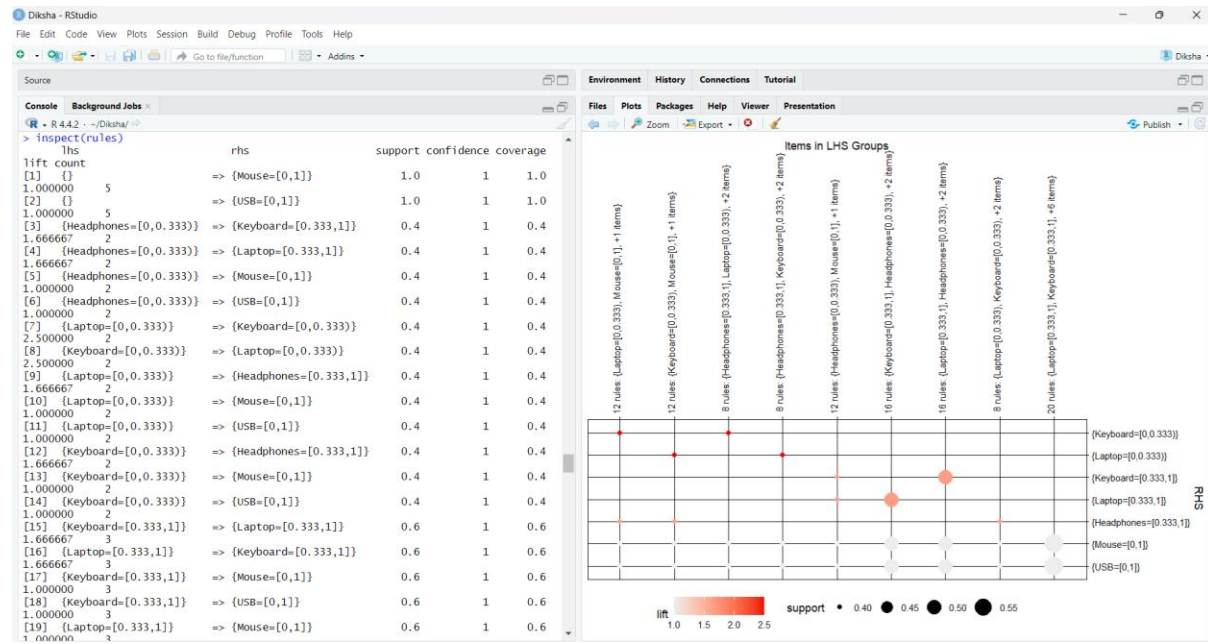 Diksha - RStudio
File Edit Code View Plots Session Build Debug Profile Tools Help
Go to file/function
Addins
Diksha
Source
Console Background Jobs
R 4.4.2 · ~/Diksha/
> inspect(rules)
lhs rhs support confidence coverage
lift count
[1] {} => {Mouse=[0,1]} 1.0 1 1.0
1.000000 5
[2] {} => {USB=[0,1]} 1.0 1 1.0
1.000000 5
[3] {Headphones=[0,0.333)} => {Keyboard=[0.333,1]} 0.4 1 0.4
1.666667 2
[4] {Headphones=[0,0.333)} => {Laptop=[0.333,1]} 0.4 1 0.4
1.666667 2
[5] {Headphones=[0,0.333)} => {Mouse=[0,1]} 0.4 1 0.4
1.000000 2
[6] {Headphones=[0,0.333)} => {USB=[0,1]} 0.4 1 0.4
1.000000 2
[7] {Laptop=[0,0.333)} => {Keyboard=[0,0.333)} 0.4 1 0.4
2.500000 2
[8] {Keyboard=[0,0.333)} => {Laptop=[0,0.333)} 0.4 1 0.4
2.500000 2
[9] {Laptop=[0,0.333)} => {Headphones=[0.333,1]} 0.4 1 0.4
1.666667 2
[10] {Laptop=[0,0.333)} => {Mouse=[0,1]} 0.4 1 0.4
1.000000 2
[11] {Laptop=[0,0.333)} => {USB=[0,1]} 0.4 1 0.4
1.000000 2
[12] {Keyboard=[0,0.333)} => {Headphones=[0.333,1]} 0.4 1 0.4
1.666667 2
[13] {Keyboard=[0,0.333)} => {Mouse=[0,1]} 0.4 1 0.4
1.000000 2
[14] {Keyboard=[0,0.333)} => {USB=[0,1]} 0.4 1 0.4
1.000000 2
[15] {Keyboard=[0.333,1]} => {Laptop=[0.333,1]} 0.6 1 0.6
1.666667 3
[16] {Laptop=[0.333,1]} => {Keyboard=[0.333,1]} 0.6 1 0.6
1.666667 3
[17] {Keyboard=[0.333,1]} => {Mouse=[0,1]} 0.6 1 0.6
1.000000 3
[18] {Keyboard=[0.333,1]} => {USB=[0,1]} 0.6 1 0.6
1.000000 3
[19] {Laptop=[0.333,1]} => {Mouse=[0,1]} 0.6 1 0.6
1.000000 3
Environment History Connections Tutorial
Files Plots Packages Help Viewer Presentation
Zoom Export Publish
Items in LHS Groups
12 rules: {Laptop=[0,0.333), Mouse=[0,1], +1 items}
12 rules: {Keyboard=[0,0.333), Mouse=[0,1], +1 items}
8 rules: {Headphones=[0.333,1], Laptop=[0,0.333), +2 items}
8 rules: {Headphones=[0.333,1], Keyboard=[0,0.333), +2 items}
12 rules: {Headphones=[0,0.333), Mouse=[0,1], +1 items}
16 rules: {Keyboard=[0.333,1], Headphones=[0,0.333), +2 items}
16 rules: {Laptop=[0.333,1], Headphones=[0,0.333), +2 items}
8 rules: {Laptop=[0,0.333), Keyboard=[0,0.333), +2 items}
20 rules: {Laptop=[0.333,1], Keyboard=[0.333,1], +6 items}
{Keyboard=[0,0.333)}
{Laptop=[0,0.333)}
{Keyboard=[0.333,1]}
{Laptop=[0.333,1]}
{Headphones=[0.333,1]}
{Mouse=[0,1]}
{USB=[0,1]}
RHS
lift 1.0 1.5 2.0 2.5
support 0.40 0.45 0.50 0.55